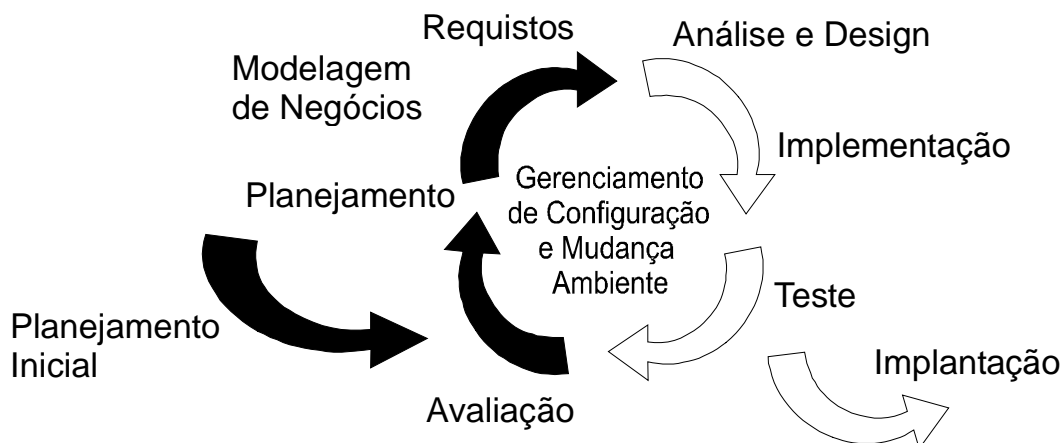 Requistos
Análise e Design
Modelagem
de Negócios
Implementação
Planejamento
Gerenciamento
de Configuração
e Mudança
Ambiente
Teste
Planejamento
Inicial
Implantação
Avaliação